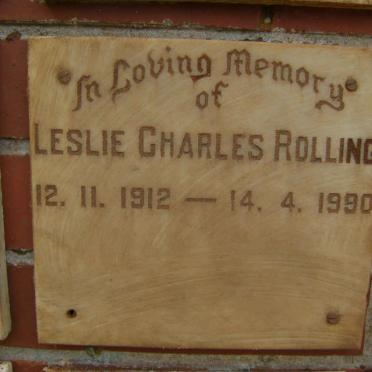 In Loving Memory
of
LESLIE CHARLES ROLLING
12. 11. 1912 — 14. 4. 1990